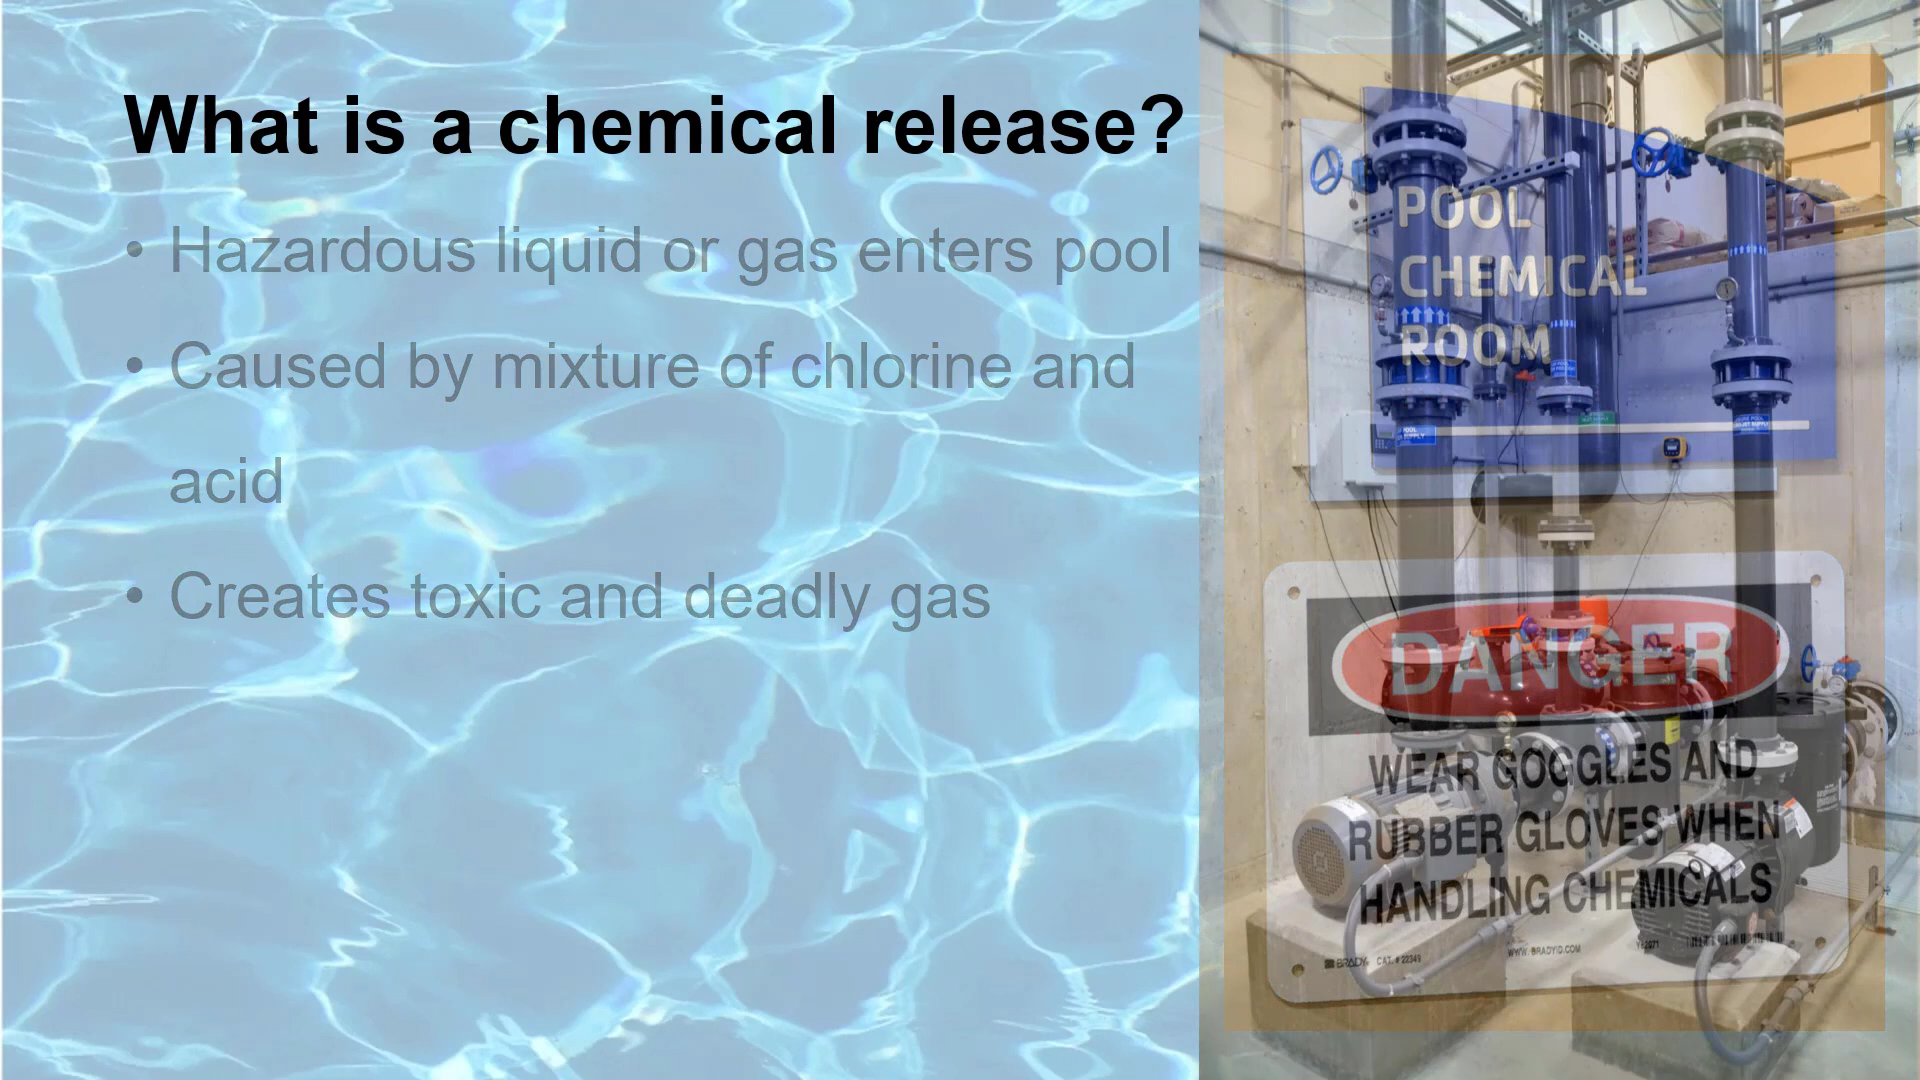 What is a chemical release?
• Hazardous liquid or gas enters pool
• Caused by mixture of chlorine and
acid
• Creates toxic and deadly gas
POOL
CHEMICAL
ROOM
DANGER
WEAR GOGGLES AND
RUBBER GLOVES WHEN
HANDLING CHEMICALS
BRADY CAT. # 22349
WWW.BRADYID.COM